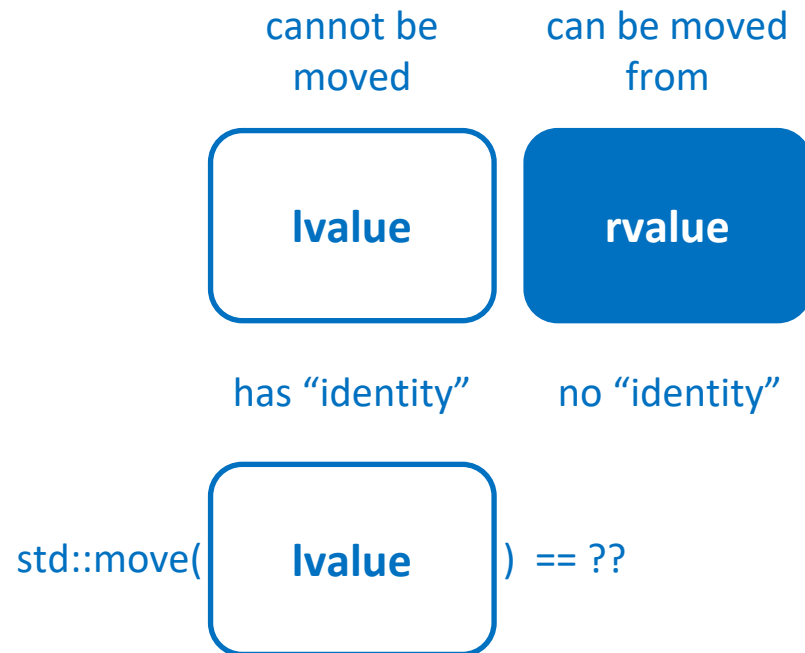 cannot be moved
can be moved from
lvalue
rvalue
has “identity”
no “identity”
std::move( lvalue ) == ??